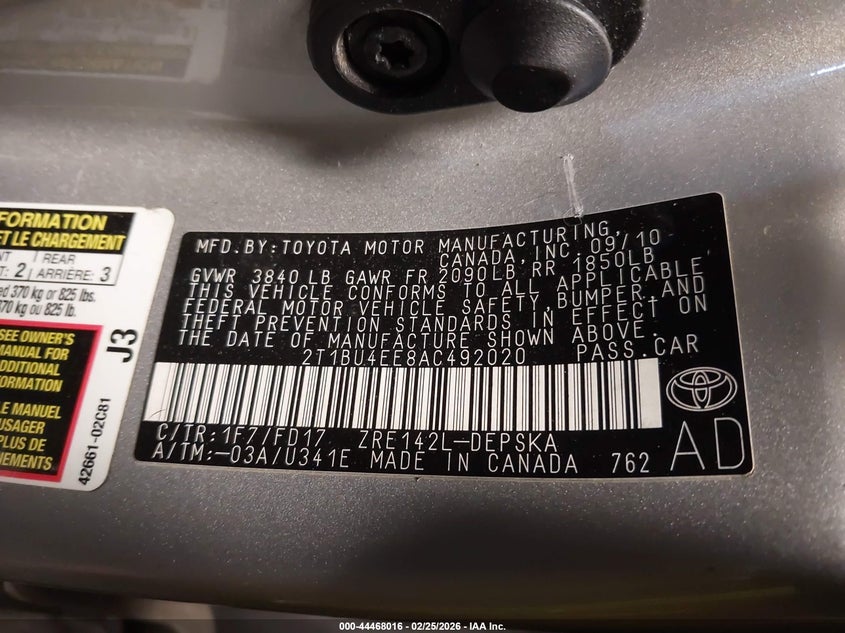 FORMATION
ET LE CHARGEMENT
REAR
2 ARRIÈRE: 3
370 kg or 825 lbs.
370 kg ou 825 lb.
SEE OWNER'S
MANUAL FOR
ADDITIONAL
INFORMATION
LE MANUEL
PLUS DE
J3
42661-02C81
MFD. BY: TOYOTA MOTOR MANUFACTURING,
CANADA, INC. 09/10
GVWR 3840 LB GAWR FR 2090LB RR 1850LB
THIS VEHICLE CONFORMS TO ALL APPLICABLE
FEDERAL MOTOR VEHICLE SAFETY, BUMPER, AND
THEFT PREVENTION STANDARDS IN EFFECT ON
THE DATE OF MANUFACTURE SHOWN ABOVE.
2T1BU4EE8AC492020 PASS.CAR
C/TR:1F7/FD17 ZRE142L-DEPSKA
A/TM:-03A/U341E MADE IN CANADA 762
AD
000-44468016 - 02/25/2026 - IAA Inc.